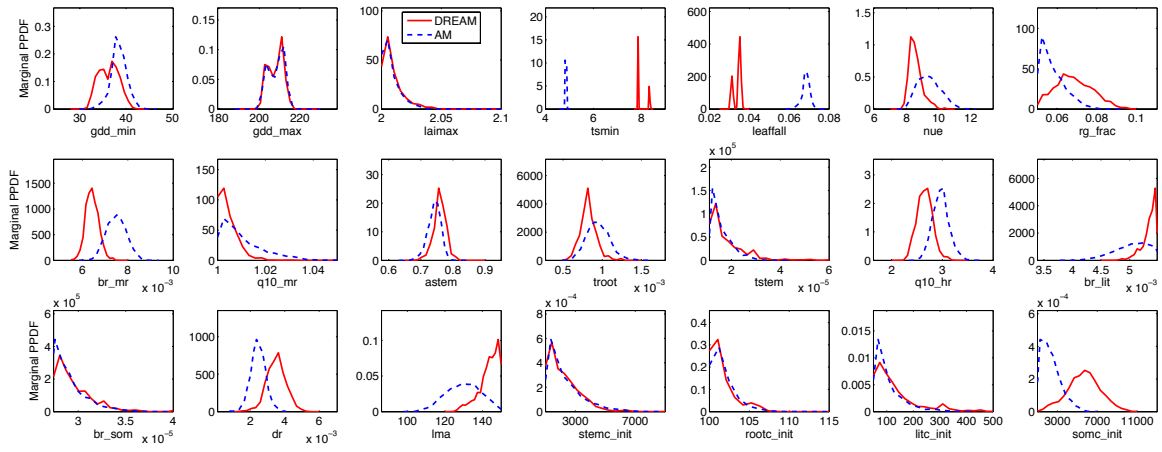 Marginal PPDF
0.3
0.2
0.1
0
30 40 50
gdd_min
0.15
0.1
0.05
0
180 200 220
gdd_max
DREAM
AM
100
50
0
2 2.05 2.1
laimax
25
20
15
10
5
0
4 6 8
tsmin
600
400
200
0
0.02 0.04 0.06 0.08
leaffall
1.5
1
0.5
0
6 8 10 12
nue
100
50
0
0.05 0.1
rg_frac
Marginal PPDF
1500
1000
500
0
6 8 10
br_mr
x 10⁻³
150
100
50
0
1 1.02 1.04
q10_mr
30
20
10
0
0.6 0.7 0.8 0.9
astem
6000
4000
2000
0
0.5 1 1.5
troot
x 10⁻³
x 10⁵
2
1.5
1
0.5
0
2 4 6
tstem
x 10⁻⁵
3
2
1
0
2 3 4
q10_hr
6000
4000
2000
0
3.5 4 4.5 5
br_lit
x 10⁻³
Marginal PPDF
x 10⁵
6
4
2
0
3 3.5 4
br_som
x 10⁻⁵
1000
500
0
2 4 6
dr
x 10⁻³
0.1
0.05
0
100 120 140
lma
x 10⁻⁴
8
6
4
2
0
3000 5000 7000
stemc_init
0.4
0.3
0.2
0.1
0
100 105 110 115
rootc_init
0.015
0.01
0.005
0
100 200 300 400 500
litc_init
x 10⁻⁴
6
4
2
0
3000 7000 11000
somc_init